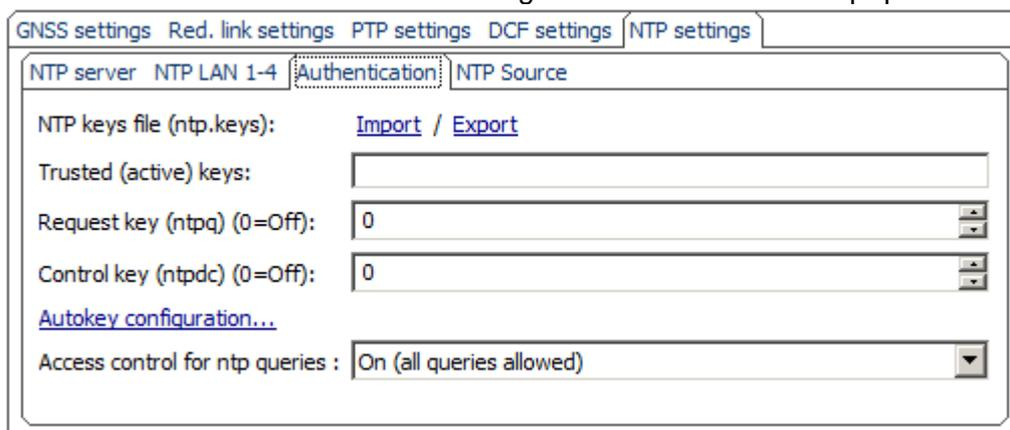 GNSS settings Red. link settings PTP settings DCF settings NTP settings
NTP server NTP LAN 1-4 Authentication NTP Source
NTP keys file (ntp.keys): Import / Export
Trusted (active) keys:
Request key (ntpq) (0=Off): 0
Control key (ntpdc) (0=Off): 0
Autokey configuration...
Access control for ntp queries : On (all queries allowed)